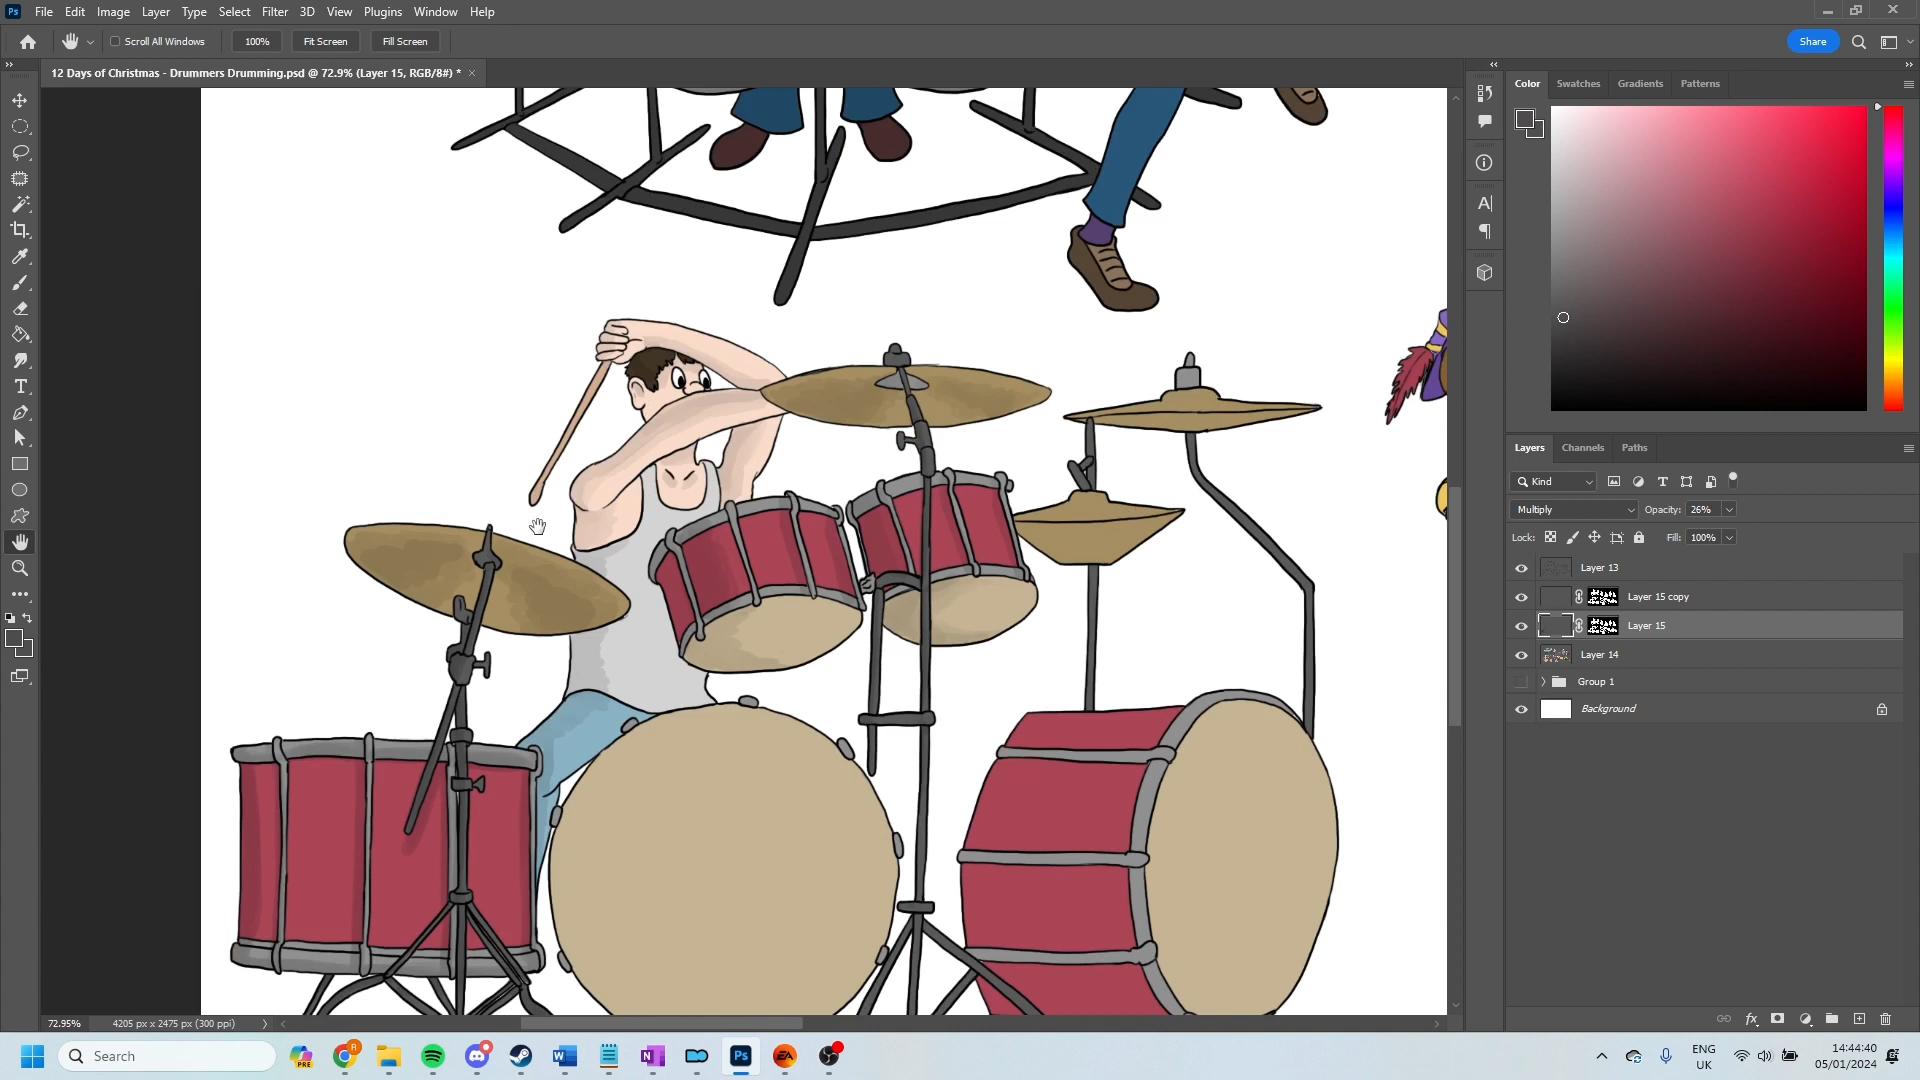 Ps File Edit Image Layer Type Select Filter 3D View Plugins Window Help
Scroll All Windows 100% Fit Screen Fill Screen Share
12 Days of Christmas - Drummers Drumming.psd @ 72.9% (Layer 15, RGB/8#) * ×
Color Swatches Gradients Patterns
Layers Channels Paths
Kind
Multiply Opacity: 26%
Lock: Fill: 100%
Layer 13
Layer 15 copy
Layer 15
Layer 14
Group 1
Background
72.95% 4205 px x 2475 px (300 ppi)
Search
ENG
UK
14:44:40
05/01/2024